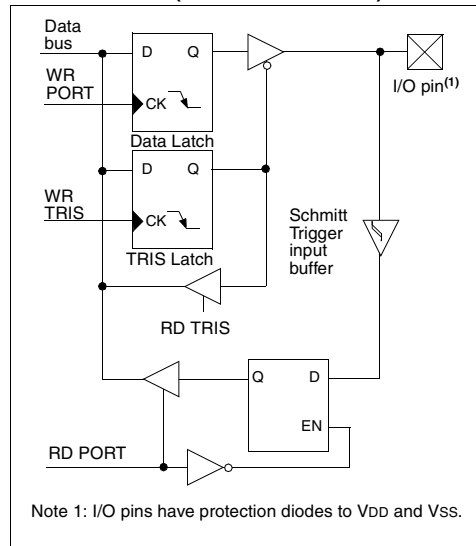 Data
bus
D Q
WR
PORT
CK
I/O pin(1)
Data Latch
D Q
WR
TRIS
CK
Schmitt
Trigger
input
buffer
TRIS Latch
RD TRIS
Q D
EN
RD PORT
Note 1: I/O pins have protection diodes to VDD and VSS.